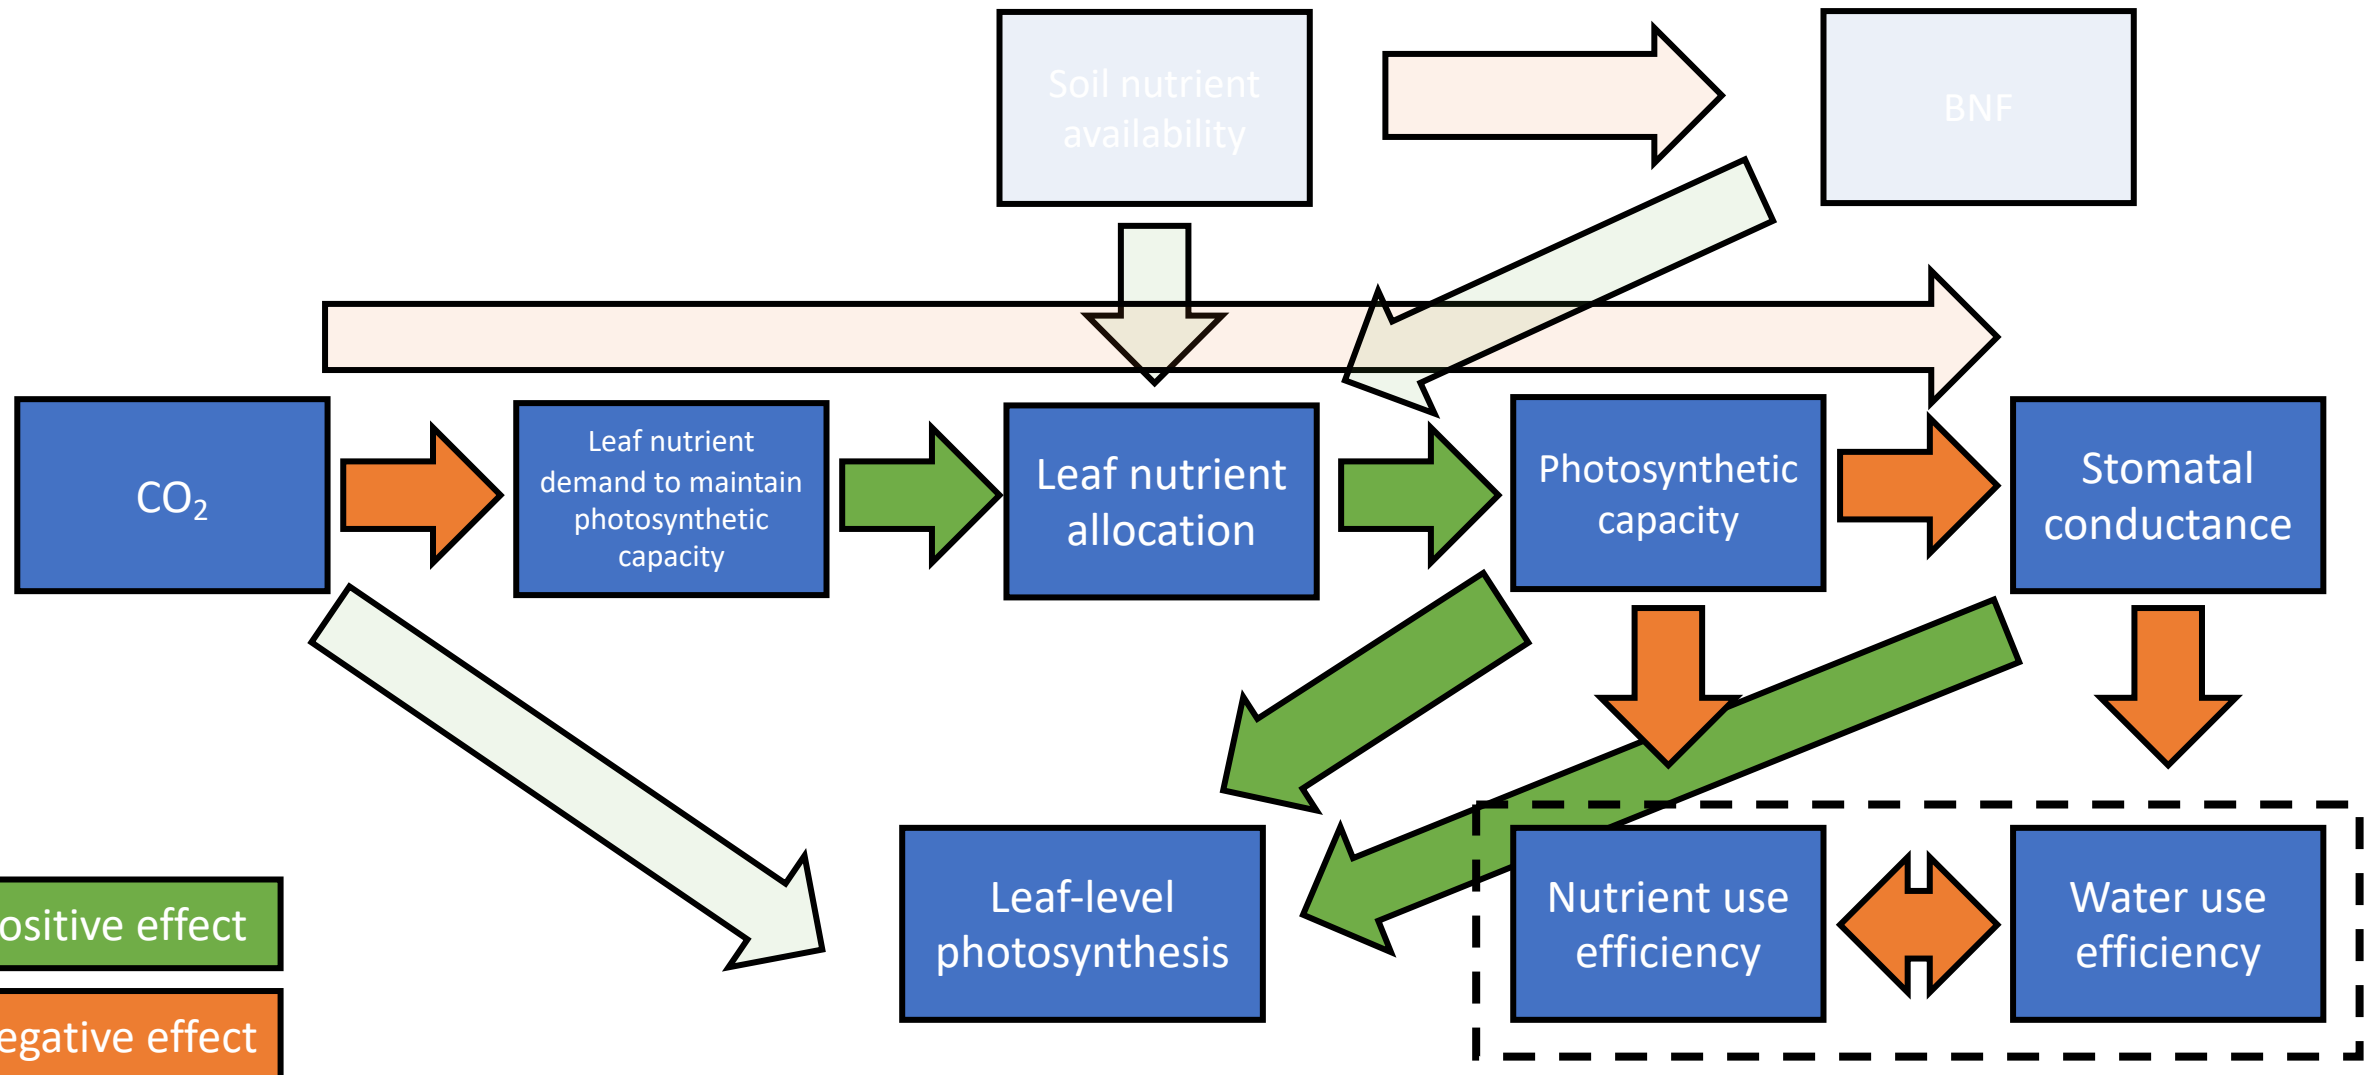 Soil nutrient
availability
BNF
CO₂
Leaf nutrient
demand to maintain
photosynthetic
capacity
Leaf nutrient
allocation
Photosynthetic
capacity
Stomatal
conductance
Leaf-level
photosynthesis
Nutrient use
efficiency
Water use
efficiency
ositive effect
egative effect